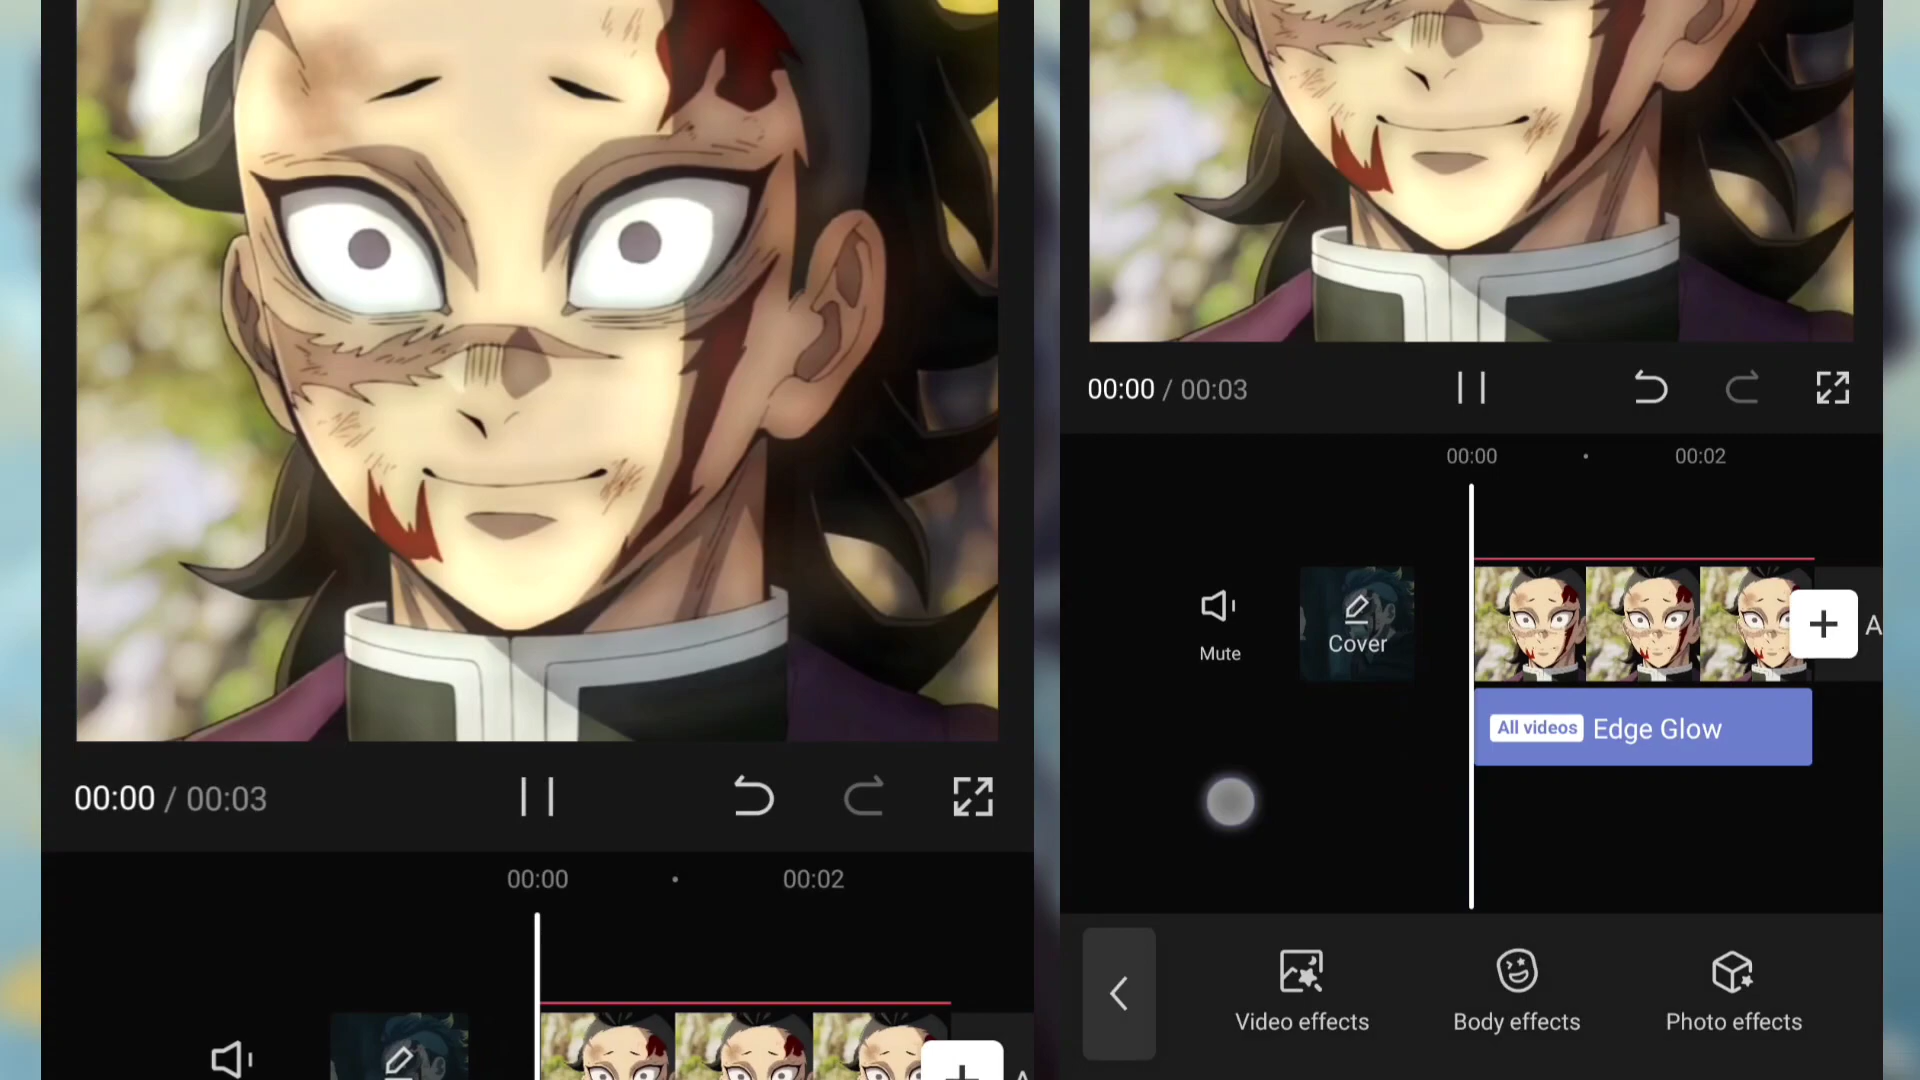 00:00 / 00:03
00:00
00:02
00:00 / 00:03
00:00
00:02
Mute
Cover
A
All videos Edge Glow
Video effects
Body effects
Photo effects